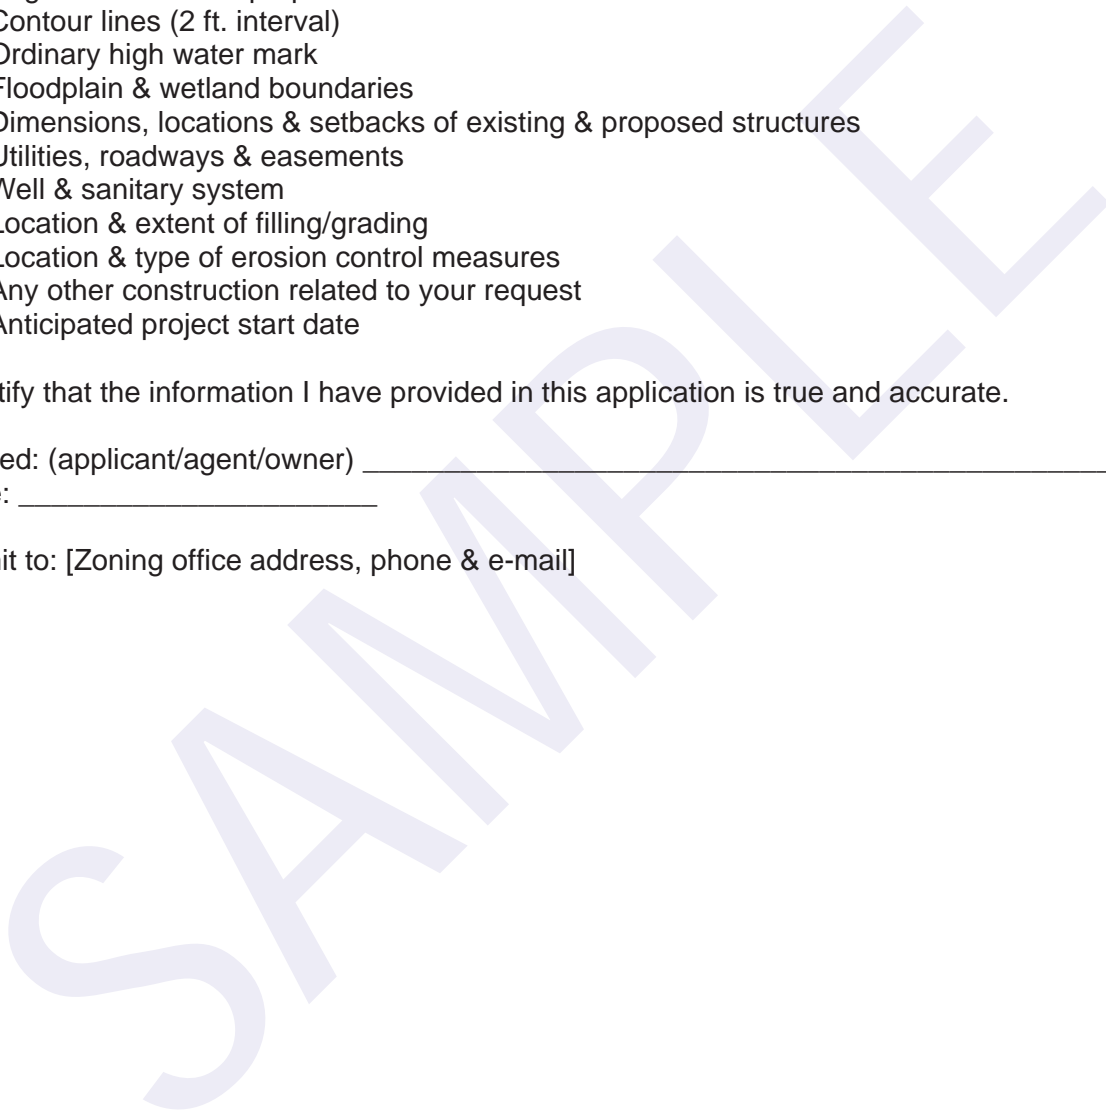 Contour lines (2 ft. interval)
Ordinary high water mark
Floodplain & wetland boundaries
Dimensions, locations & setbacks of existing & proposed structures
Utilities, roadways & easements
Well & sanitary system
Location & extent of filling/grading
Location & type of erosion control measures
Any other construction related to your request
Anticipated project start date
tify that the information I have provided in this application is true and accurate.
ed: (applicant/agent/owner) ______________________________________________
: ______________________
it to: [Zoning office address, phone & e-mail]
SAMPLE